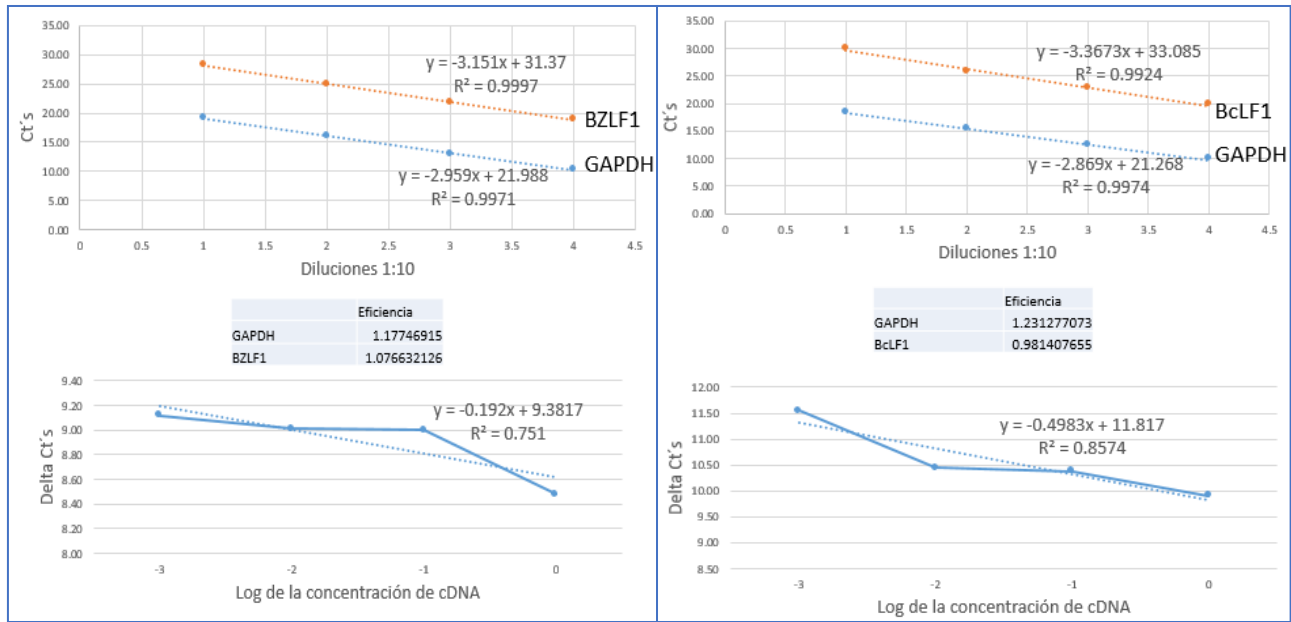 35.00
30.00
25.00
20.00
15.00
10.00
5.00
0.00
Ct´s
y = -3.151x + 31.37
R² = 0.9997
BZLF1
GAPDH
y = -2.959x + 21.988
R² = 0.9971
0 0.5 1 1.5 2 2.5 3 3.5 4 4.5
Diluciones 1:10
Eficiencia
GAPDH 1.17746915
BZLF1 1.076632126
9.40
9.20
9.00
8.80
8.60
8.40
8.20
8.00
Delta Ct´s
y = -0.192x + 9.3817
R² = 0.751
-3 -2 -1 0
Log de la concentración de cDNA
35.00
30.00
25.00
20.00
15.00
10.00
5.00
0.00
Ct´s
y = -3.3673x + 33.085
R² = 0.9924
BcLF1
GAPDH
y = -2.869x + 21.268
R² = 0.9974
0 0.5 1 1.5 2 2.5 3 3.5 4 4.5
Diluciones 1:10
Eficiencia
GAPDH 1.231277073
BcLF1 0.981407655
12.00
11.50
11.00
10.50
10.00
9.50
9.00
8.50
Delta Ct´s
y = -0.4983x + 11.817
R² = 0.8574
-3 -2 -1 0
Log de la concentración de cDNA